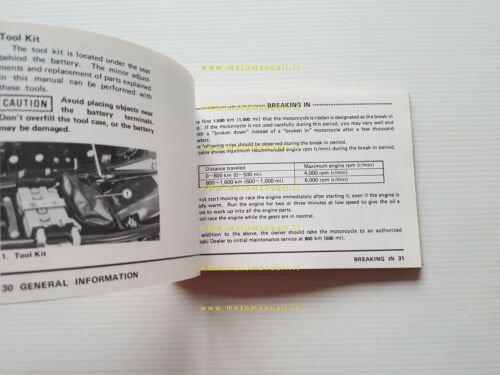 Tool Kit
The tool kit is located under the seat
behind the battery. The minor adjust-
ments and replacement of parts explained
in this manual can be performed with
these tools.
CAUTION Avoid placing objects near
the battery terminals.
Don't overfill the tool case, or the battery
may be damaged.
1
1. Tool Kit
30 GENERAL INFORMATION
www.motomanuali.it
BREAKING IN
first 1,600 km (1,000 mi) that the motorcycle is ridden is designated as the break-in
If the motorcycle is not used carefully during this period, you may very well end
with a "broken down" instead of a "broken in" motorcycle after a few thousand
following rules should be observed during the break-in period.
table shows maximum recommended engine rpm (r/min) during the break-in period.
Distance traveled Maximum engine rpm (r/min)
0~800 km (0~500 mi) 4,000 rpm (r/min)
800~1,600 km (500~1,000 mi) 6,000 rpm (r/min)
not start moving or race the engine immediately after starting it, even if the engine is
warm. Run the engine for two or three minutes at low speed to give the oil a
to work up into all the engine parts.
not race the engine while the gears are in neutral.
addition to the above, the owner should take the motorcycle to an authorized
Dealer to initial maintenance service at 800 km (500 mi).
BREAKING IN 31
www.motomanuali.it
www.motomanuali.it
www.motomanuali.it